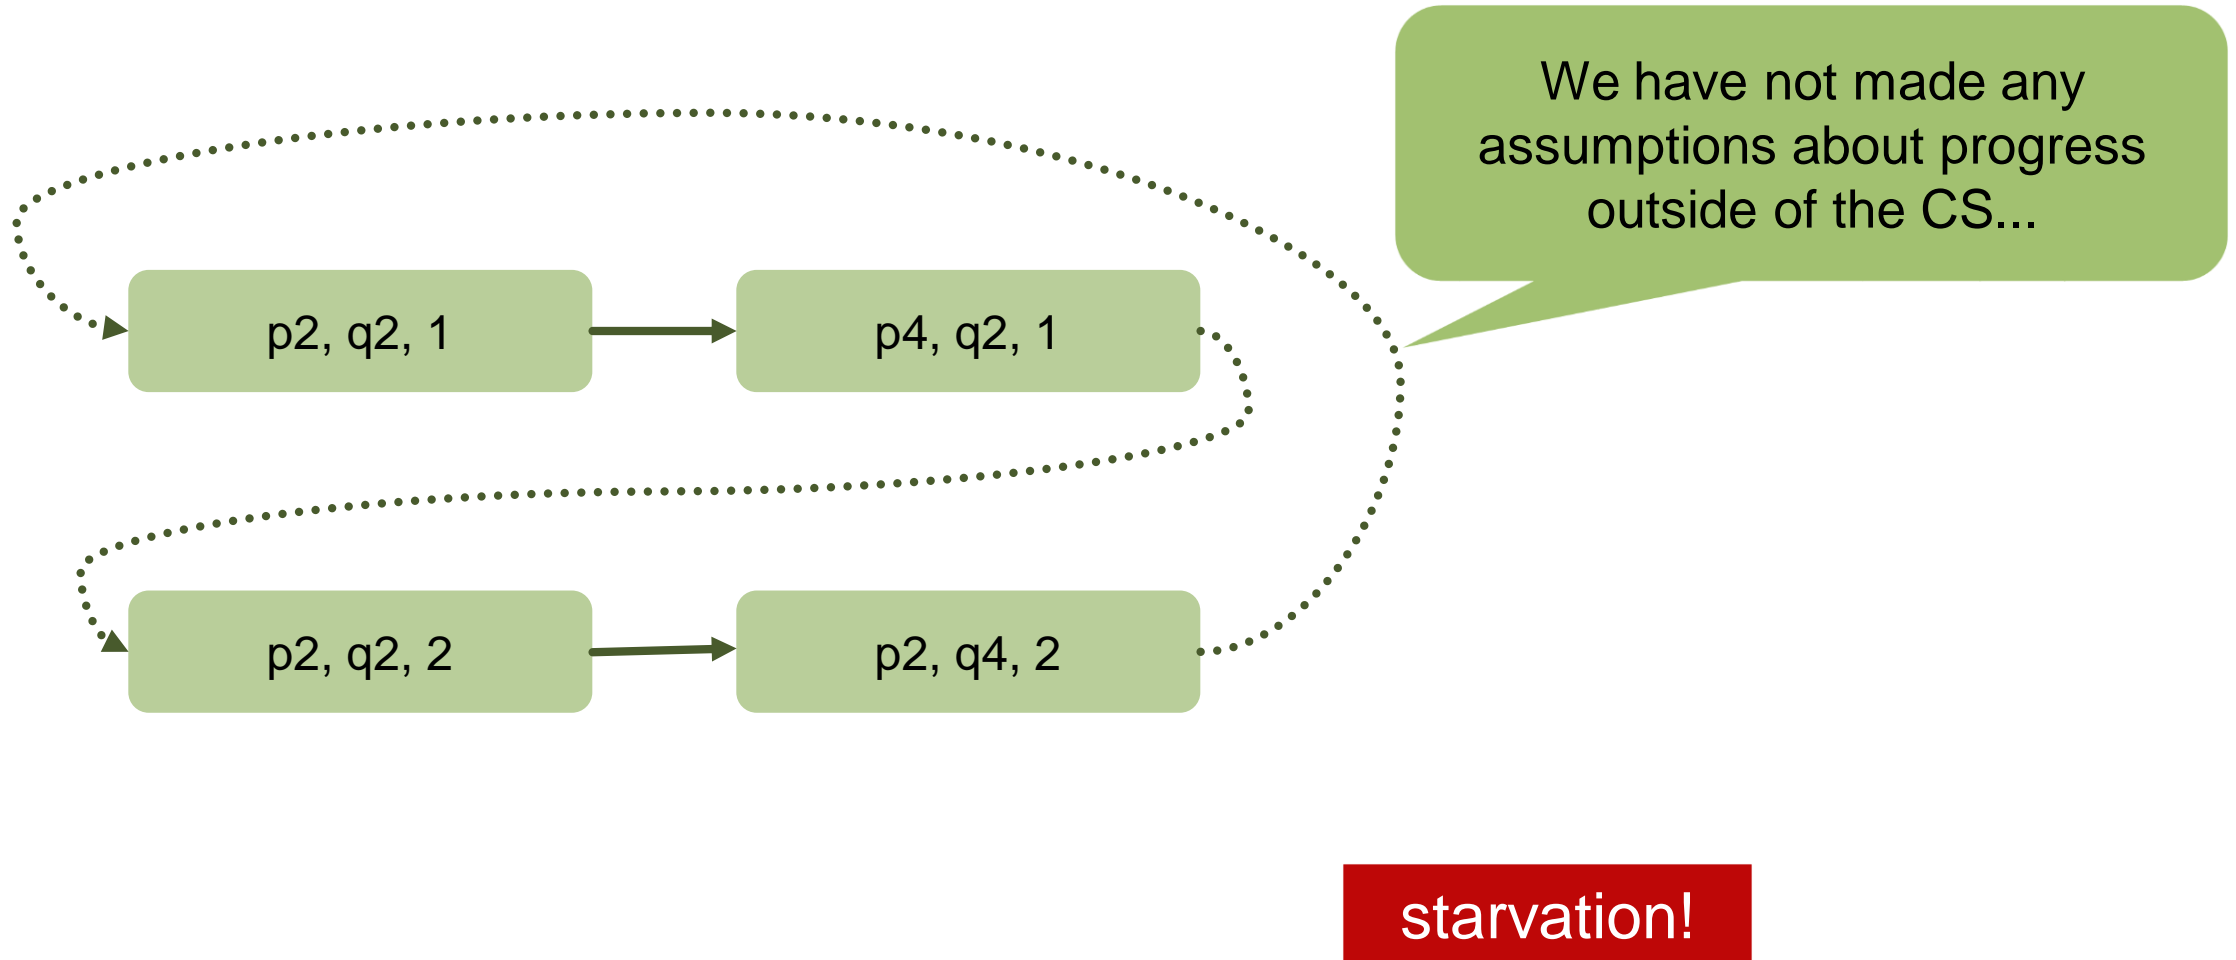 We have not made any
assumptions about progress
outside of the CS...
p2, q2, 1
p4, q2, 1
p2, q2, 2
p2, q4, 2
starvation!